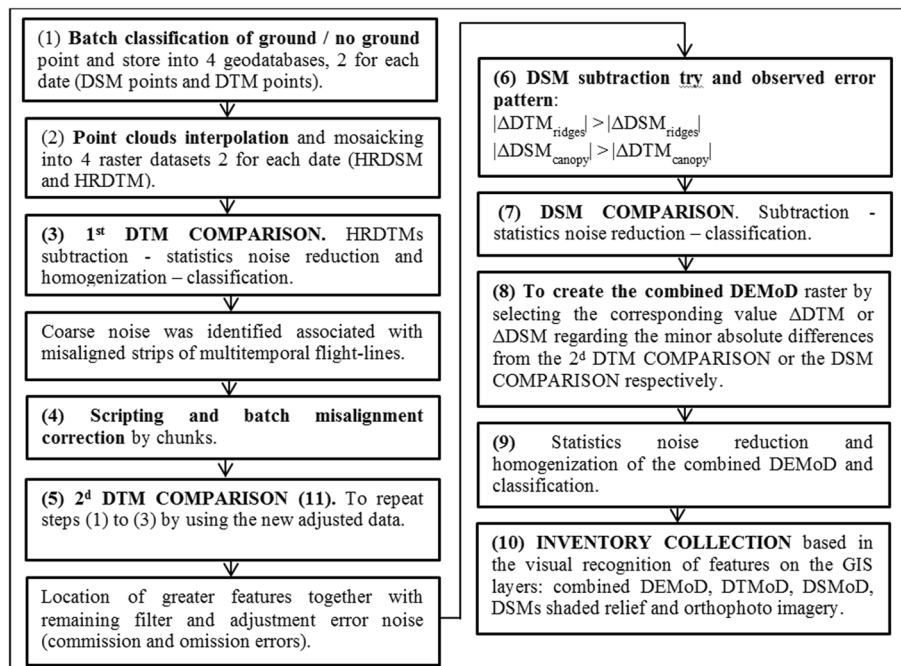 (1) Batch classification of ground / no ground
point and store into 4 geodatabases, 2 for each
date (DSM points and DTM points).
(2) Point clouds interpolation and mosaicking
into 4 raster datasets 2 for each date (HRDSM
and HRDTM).
(3) 1st DTM COMPARISON. HRDTMs
subtraction - statistics noise reduction and
homogenization – classification.
Coarse noise was identified associated with
misaligned strips of multitemporal flight-lines.
(4) Scripting and batch misalignment
correction by chunks.
(5) 2d DTM COMPARISON (11). To repeat
steps (1) to (3) by using the new adjusted data.
Location of greater features together with
remaining filter and adjustment error noise
(commission and omission errors).
(6) DSM subtraction try and observed error
pattern:
|ΔDTMridges| > |ΔDSMridges|
|ΔDSMcanopy| > |ΔDTMcanopy|
(7) DSM COMPARISON. Subtraction -
statistics noise reduction – classification.
(8) To create the combined DEMoD raster by
selecting the corresponding value ΔDTM or
ΔDSM regarding the minor absolute differences
from the 2d DTM COMPARISON or the DSM
COMPARISON respectively.
(9) Statistics noise reduction and
homogenization of the combined DEMoD and
classification.
(10) INVENTORY COLLECTION based in
the visual recognition of features on the GIS
layers: combined DEMoD, DTMoD, DSMoD,
DSMs shaded relief and orthophoto imagery.